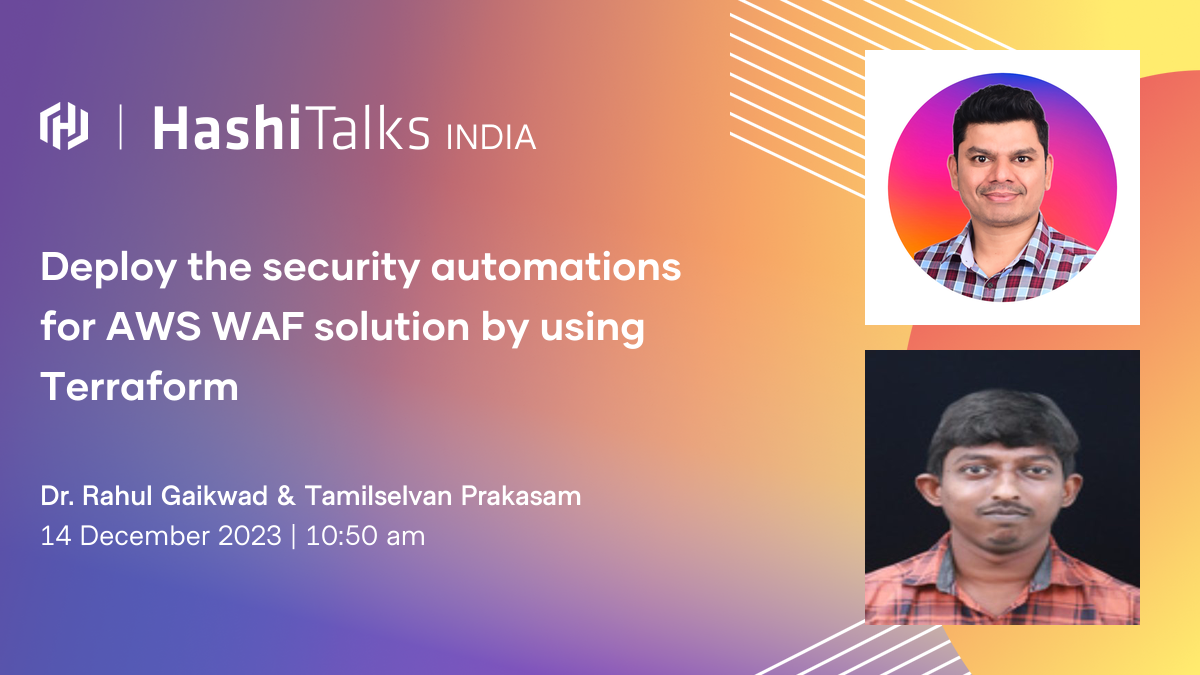 HashiTalks INDIA
Deploy the security automations
for AWS WAF solution by using
Terraform
Dr. Rahul Gaikwad & Tamilselvan Prakasam
14 December 2023 | 10:50 am